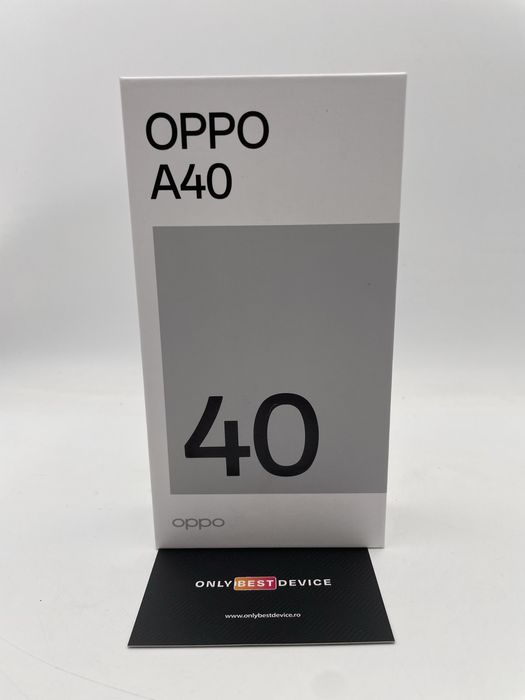 OPPO
A40
40
oppo
ONLY BEST DEVICE
www.onlybestdevice.ro